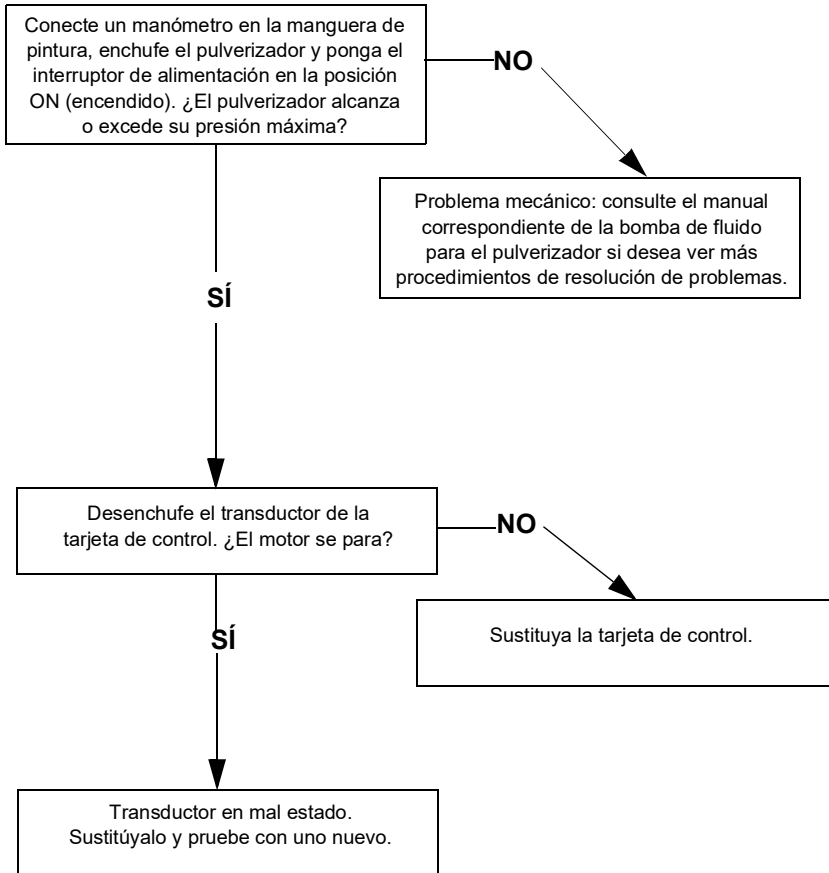 Conecte un manómetro en la manguera de
pintura, enchufe el pulverizador y ponga el
interruptor de alimentación en la posición
ON (encendido). ¿El pulverizador alcanza
o excede su presión máxima?
NO
Problema mecánico: consulte el manual
correspondiente de la bomba de fluido
para el pulverizador si desea ver más
procedimientos de resolución de problemas.
SÍ
Desenchufe el transductor de la
tarjeta de control. ¿El motor se para?
NO
Sustituya la tarjeta de control.
SÍ
Transductor en mal estado.
Sustitúyalo y pruebe con uno nuevo.